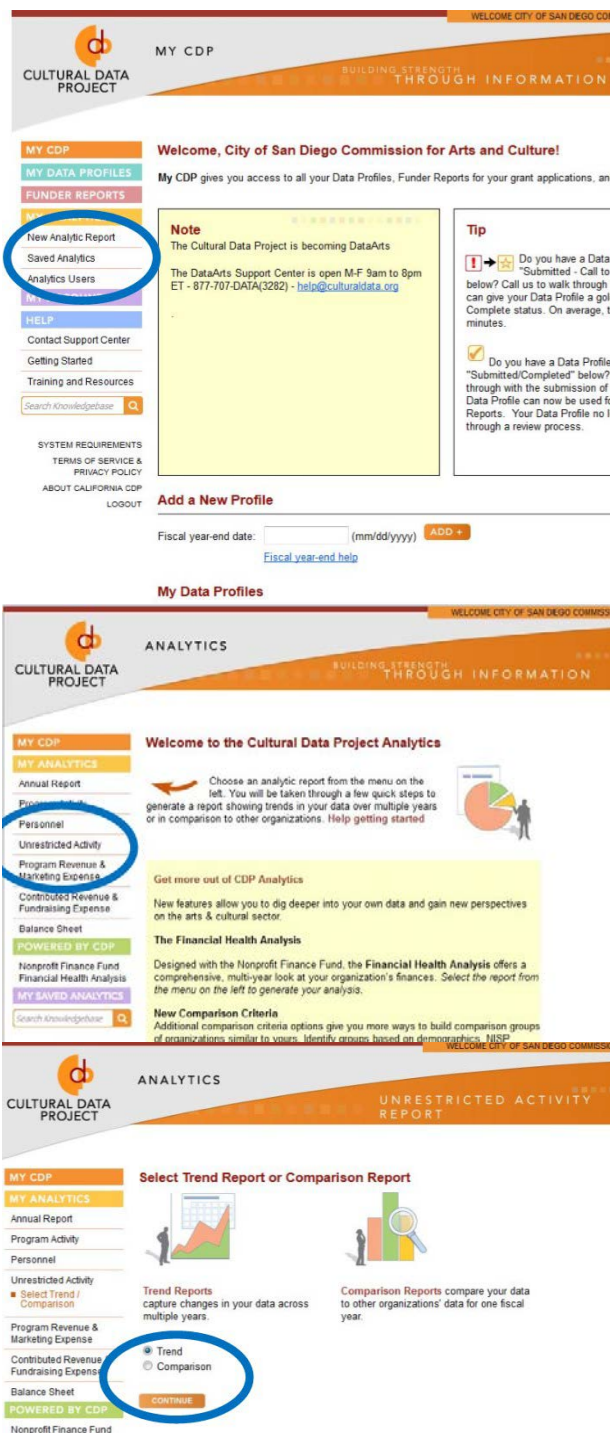 WELCOME CITY OF SAN DIEGO CO
MY CDP
CULTURAL DATA
PROJECT
BUILDING STRENGTH
THROUGH INFORMATION
MY CDP
MY DATA PROFILES
FUNDER REPORTS
New Analytic Report
Saved Analytics
Analytics Users
HELP
Contact Support Center
Getting Started
Training and Resources
Search Knowledgebase
SYSTEM REQUIREMENTS
TERMS OF SERVICE &
PRIVACY POLICY
ABOUT CALIFORNIA CDP
LOGOUT
Welcome, City of San Diego Commission for Arts and Culture!
My CDP gives you access to all your Data Profiles, Funder Reports for your grant applications, an
Note
The Cultural Data Project is becoming DataArts
The DataArts Support Center is open M-F 9am to 8pm
ET - 877-707-DATA(3282) - help@culturaldata.org
.
Tip
Do you have a Data
"Submitted - Call to
below? Call us to walk through
can give your Data Profile a gol
Complete status. On average, t
minutes.
Do you have a Data Profile
"Submitted/Completed" below?
through with the submission of
Data Profile can now be used fo
Reports. Your Data Profile no l
through a review process.
Add a New Profile
Fiscal year-end date: (mm/dd/yyyy) ADD +
Fiscal year-end help
My Data Profiles
WELCOME CITY OF SAN DIEGO COMMISS
ANALYTICS
CULTURAL DATA
PROJECT
BUILDING STRENGTH
THROUGH INFORMATION
MY CDP
MY ANALYTICS
Annual Report
Personnel
Unrestricted Activity
Program Revenue &
Marketing Expense
Contributed Revenue &
Fundraising Expense
Balance Sheet
POWERED BY CDP
Nonprofit Finance Fund
Financial Health Analysis
MY SAVED ANALYTICS
Search Knowledgebase
Welcome to the Cultural Data Project Analytics
Choose an analytic report from the menu on the
left. You will be taken through a few quick steps to
generate a report showing trends in your data over multiple years
or in comparison to other organizations. Help getting started
Get more out of CDP Analytics
New features allow you to dig deeper into your own data and gain new perspectives
on the arts & cultural sector.
The Financial Health Analysis
Designed with the Nonprofit Finance Fund, the Financial Health Analysis offers a
comprehensive, multi-year look at your organization's finances. Select the report from
the menu on the left to generate your analysis.
New Comparison Criteria
Additional comparison criteria options give you more ways to build comparison groups
of organizations similar to yours. Identify groups based on demographics, NISP
WELCOME CITY OF SAN DIEGO COMMISSIO
ANALYTICS
CULTURAL DATA
PROJECT
UNRESTRICTED ACTIVITY
REPORT
MY CDP
MY ANALYTICS
Annual Report
Program Activity
Personnel
Unrestricted Activity
Select Trend /
Comparison
Program Revenue &
Marketing Expense
Contributed Revenue &
Fundraising Expense
Balance Sheet
POWERED BY CDP
Nonprofit Finance Fund
Select Trend Report or Comparison Report
Trend Reports
capture changes in your data across
multiple years.
Comparison Reports compare your data
to other organizations' data for one fiscal
year.
Trend
Comparison
CONTINUE